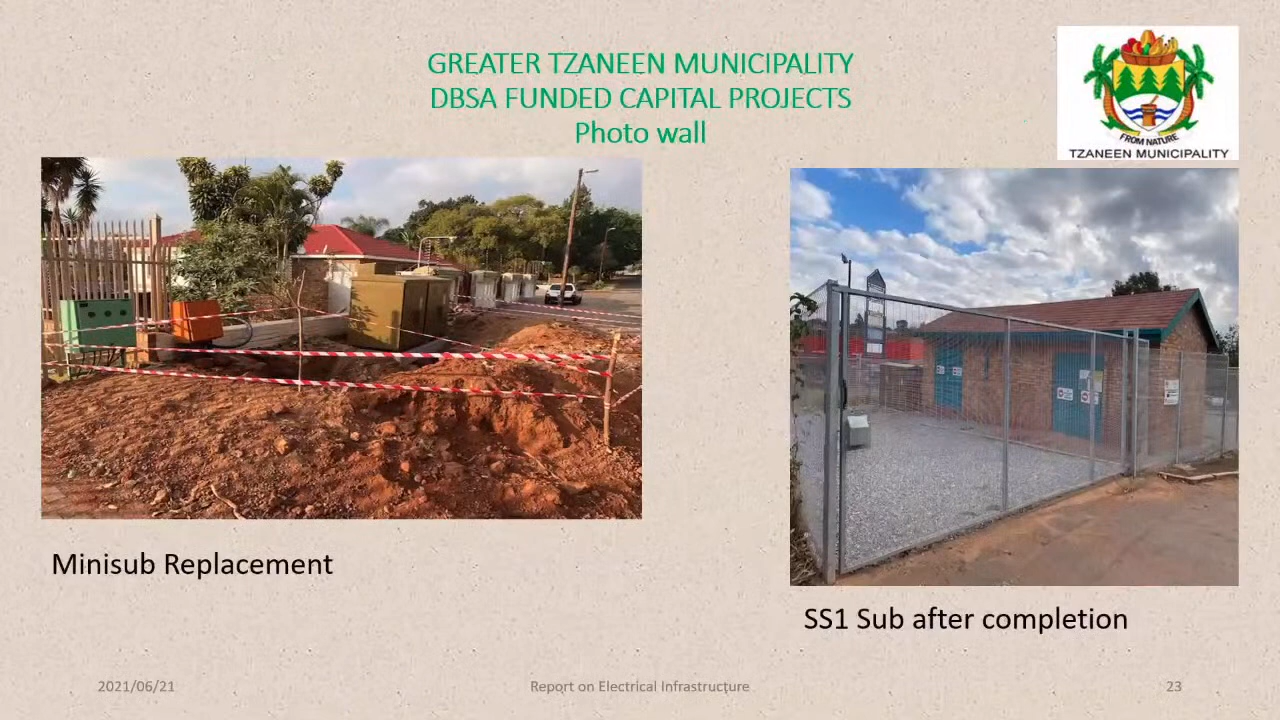 GREATER TZANEEN MUNICIPALITY
DBSA FUNDED CAPITAL PROJECTS
Photo wall
FROM NATURE
TZANEEN MUNICIPALITY
Minisub Replacement
SS1 Sub after completion
2021/06/21
Report on Electrical Infrastructure
23